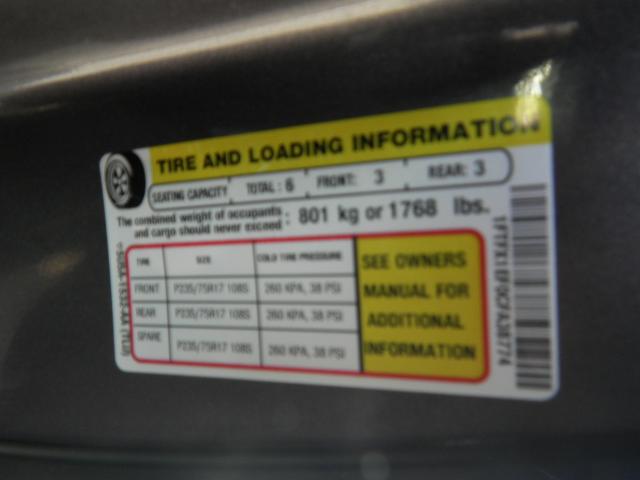 TIRE AND LOADING INFORMATION
SEATING CAPACITY TOTAL : 6 FRONT: 3 REAR: 3
The combined weight of occupants and cargo should never exceed : 801 kg or 1768 lbs.
TIRE SIZE COLD TIRE PRESSURE
FRONT P235/75R17 108S 260 KPA, 38 PSI
REAR P235/75R17 108S 260 KPA, 38 PSI
SPARE P235/75R17 108S 260 KPA, 38 PSI
SEE OWNERS
MANUAL FOR
ADDITIONAL
INFORMATION